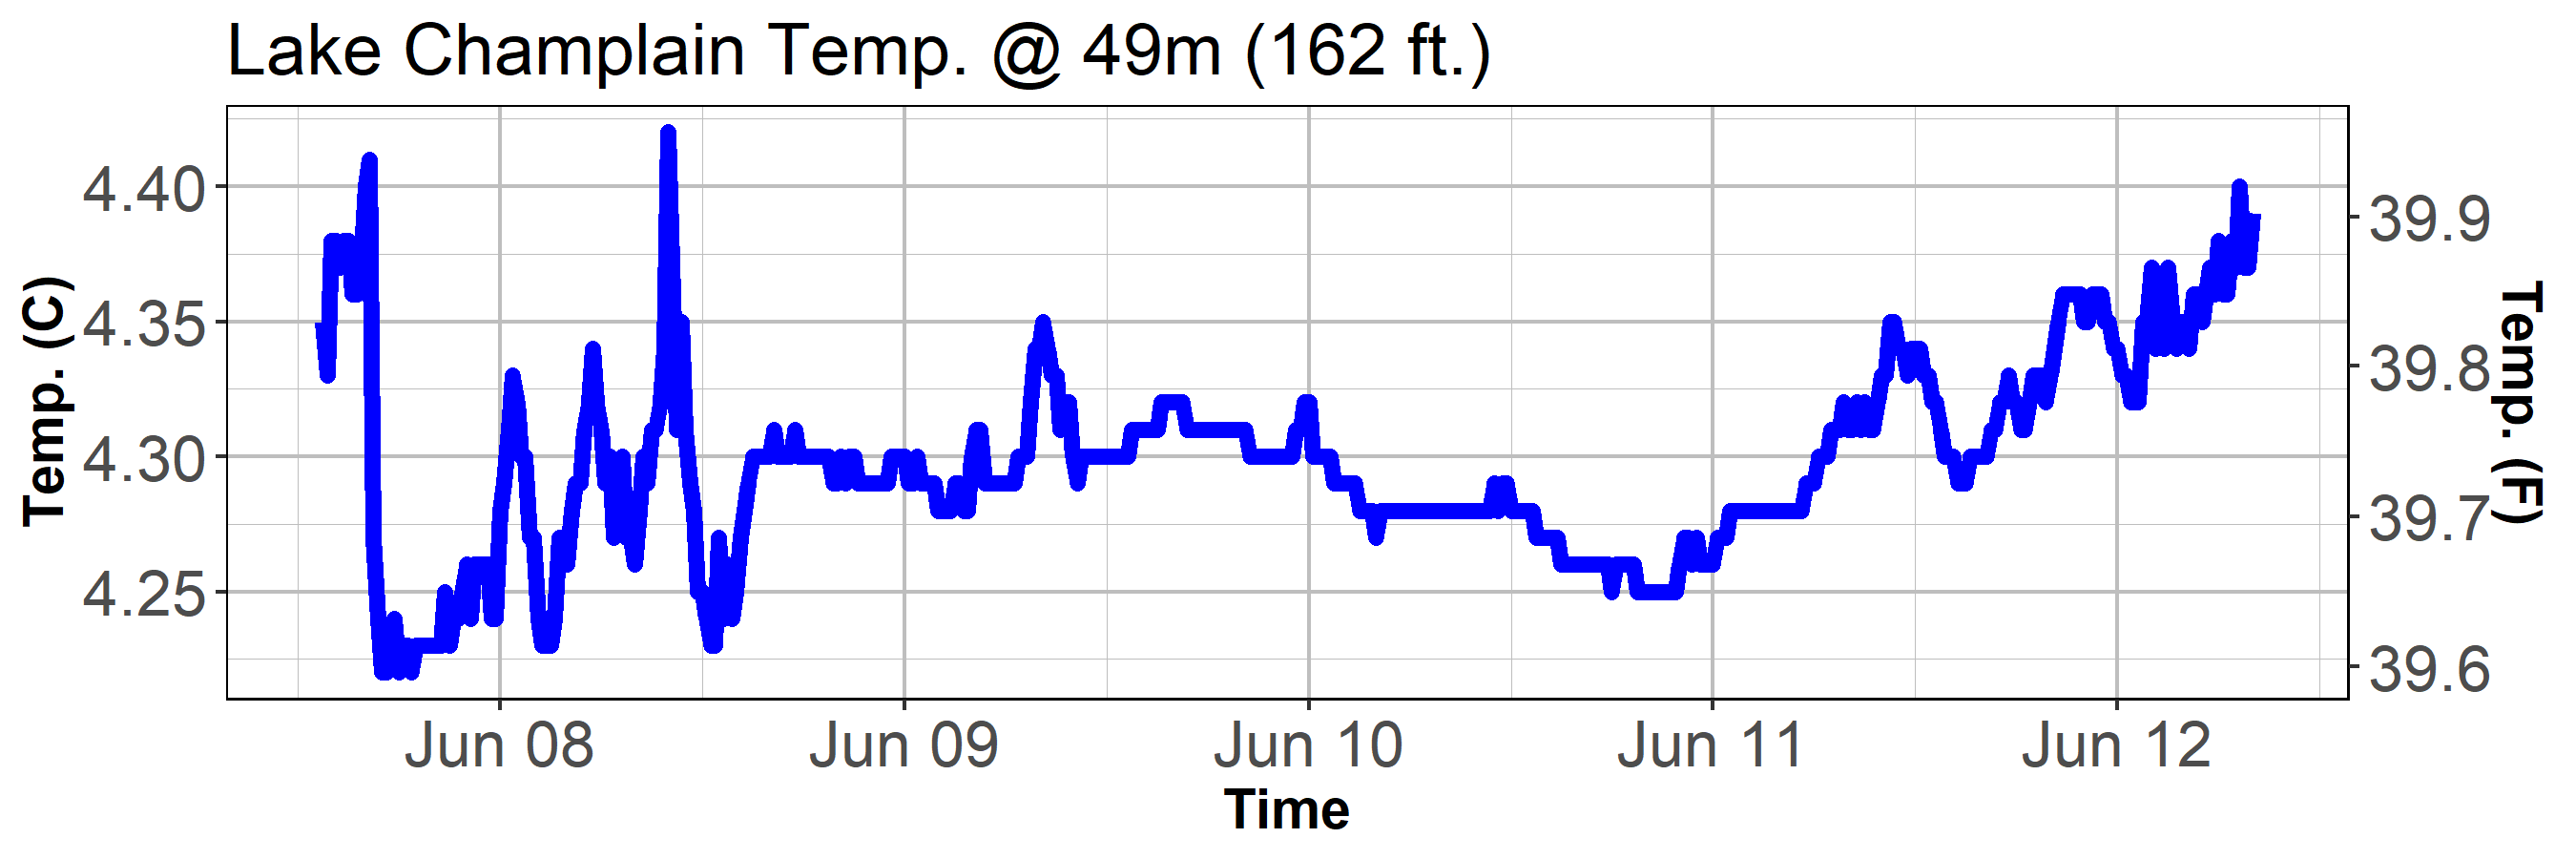 Lake Champlain Temp. @ 49m (162 ft.)
Temp. (C)
4.40
4.35
4.30
4.25
39.9
39.8
39.7
39.6
Temp. (F)
Jun 08 Jun 09 Jun 10 Jun 11 Jun 12
Time